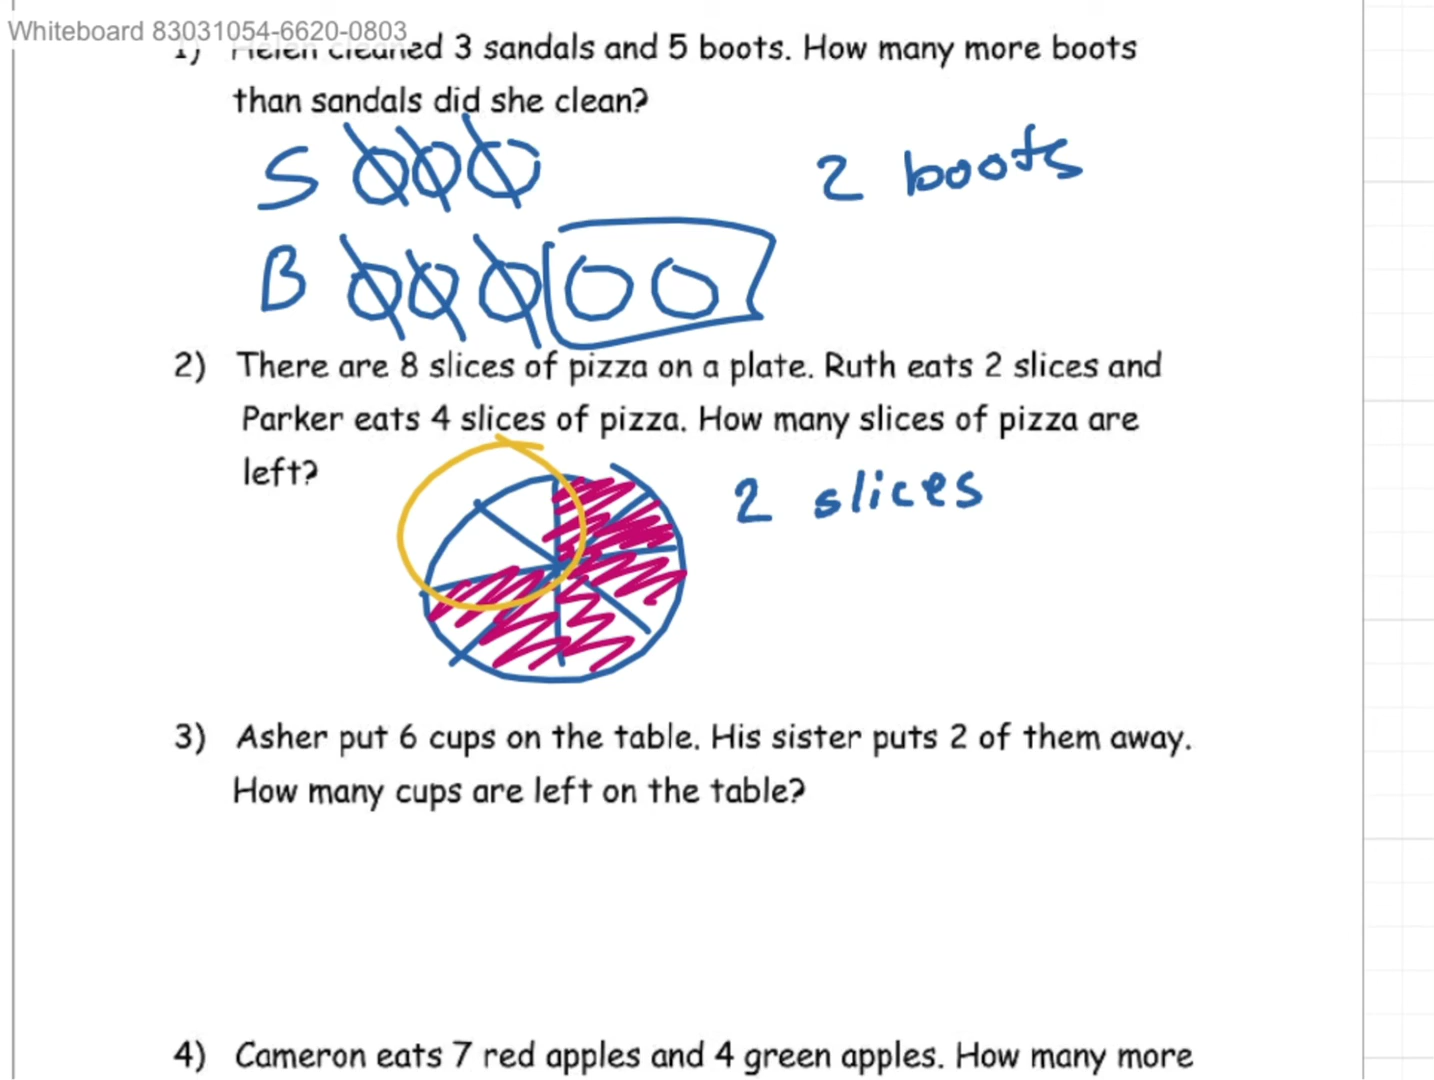 Whiteboard 83031054-6620-0803
1) Helen cleaned 3 sandals and 5 boots. How many more boots
than sandals did she clean?
S
2 boots
B
2) There are 8 slices of pizza on a plate. Ruth eats 2 slices and
Parker eats 4 slices of pizza. How many slices of pizza are
left?
2 slices
3) Asher put 6 cups on the table. His sister puts 2 of them away.
How many cups are left on the table?
4) Cameron eats 7 red apples and 4 green apples. How many more